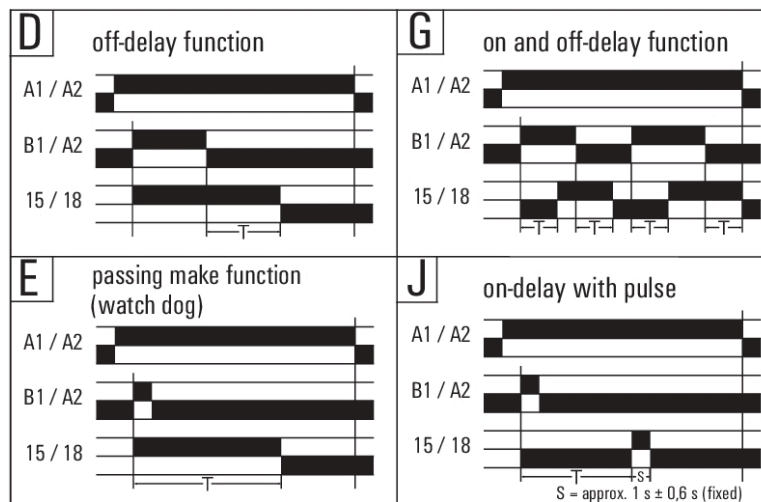 D
off-delay function
A1 / A2
B1 / A2
15 / 18
T
G
on and off-delay function
A1 / A2
B1 / A2
15 / 18
T T T T
E
passing make function
(watch dog)
A1 / A2
B1 / A2
15 / 18
T
J
on-delay with pulse
A1 / A2
B1 / A2
15 / 18
T s
S = approx. 1 s ± 0,6 s (fixed)